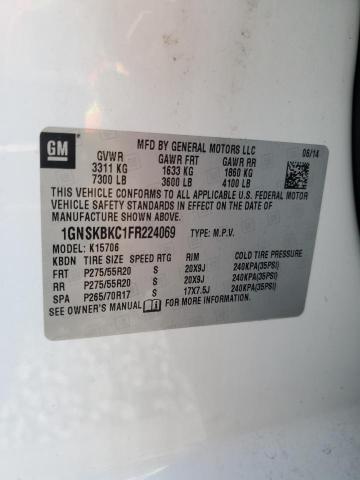 GM
MFD BY GENERAL MOTORS LLC
06/14
GVWR GAWR FRT GAWR RR
3311 KG 1633 KG 1860 KG
7300 LB 3600 LB 4100 LB
THIS VEHICLE CONFORMS TO ALL APPLICABLE U.S. FEDERAL MOTOR
VEHICLE SAFETY STANDARDS IN EFFECT ON THE DATE OF
MANUFACTURE SHOWN ABOVE.
1GNSKBKC1FR224069 TYPE: M.P.V.
MODEL: K15706
KBDN TIRE SIZE SPEED RTG RIM COLD TIRE PRESSURE
FRT P275/55R20 S 20X9J 240KPA(35PSI)
RR P275/55R20 S 20X9J 240KPA(35PSI)
SPA P265/70R17 S 17X7.5J 240KPA(35PSI)
SEE OWNER'S MANUAL FOR MORE INFORMATION.